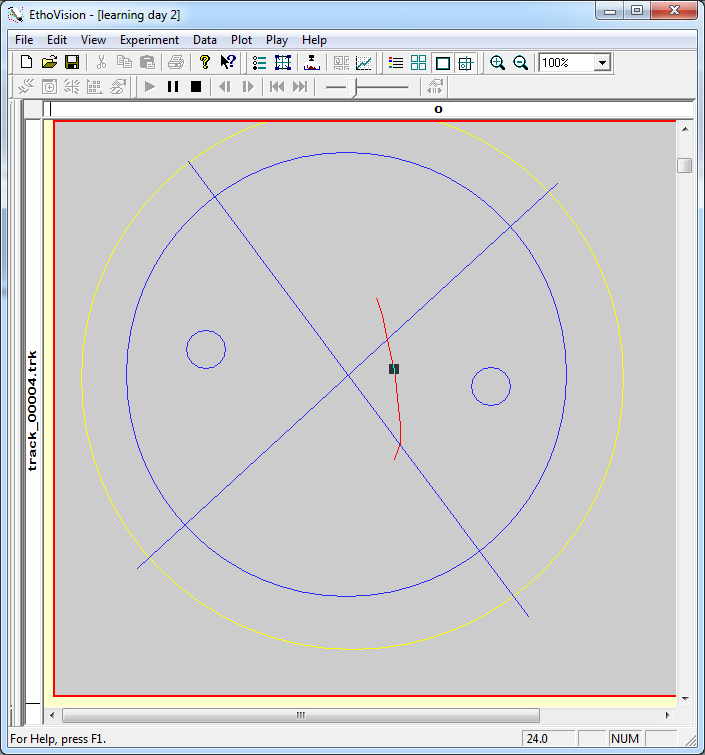 EthoVision - [learning day 2]
File Edit View Experiment Data Plot Play Help
100%
O
track_00004.trk
For Help, press F1.
24.0
NUM